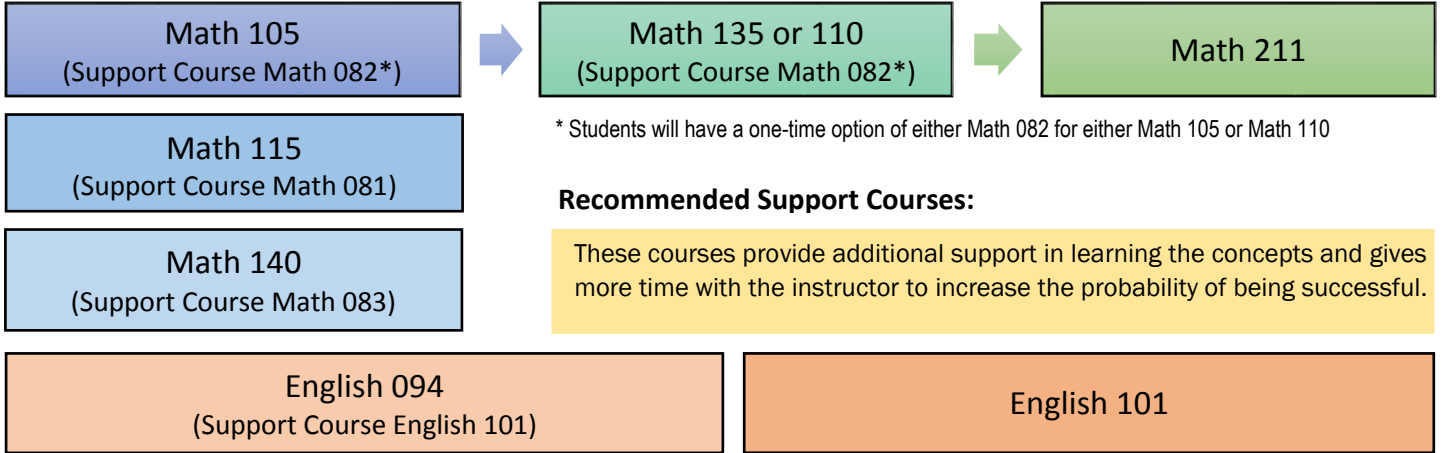 Math 105
(Support Course Math 082*)
Math 135 or 110
(Support Course Math 082*)
Math 211
* Students will have a one-time option of either Math 082 for either Math 105 or Math 110
Math 115
(Support Course Math 081)
Recommended Support Courses:
These courses provide additional support in learning the concepts and gives
more time with the instructor to increase the probability of being successful.
Math 140
(Support Course Math 083)
English 094
(Support Course English 101)
English 101